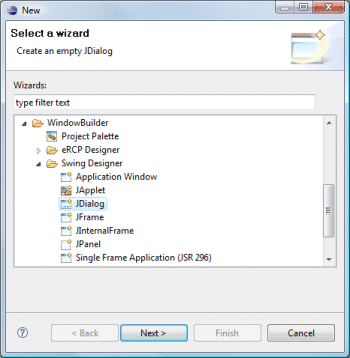 New
Select a wizard
Create an empty JDialog
Wizards:
type filter text
WindowBuilder
Project Palette
eRCP Designer
Swing Designer
Application Window
JApplet
JDialog
JFrame
JInternalFrame
JPanel
Single Frame Application (JSR 296)
? < Back Next > Finish Cancel